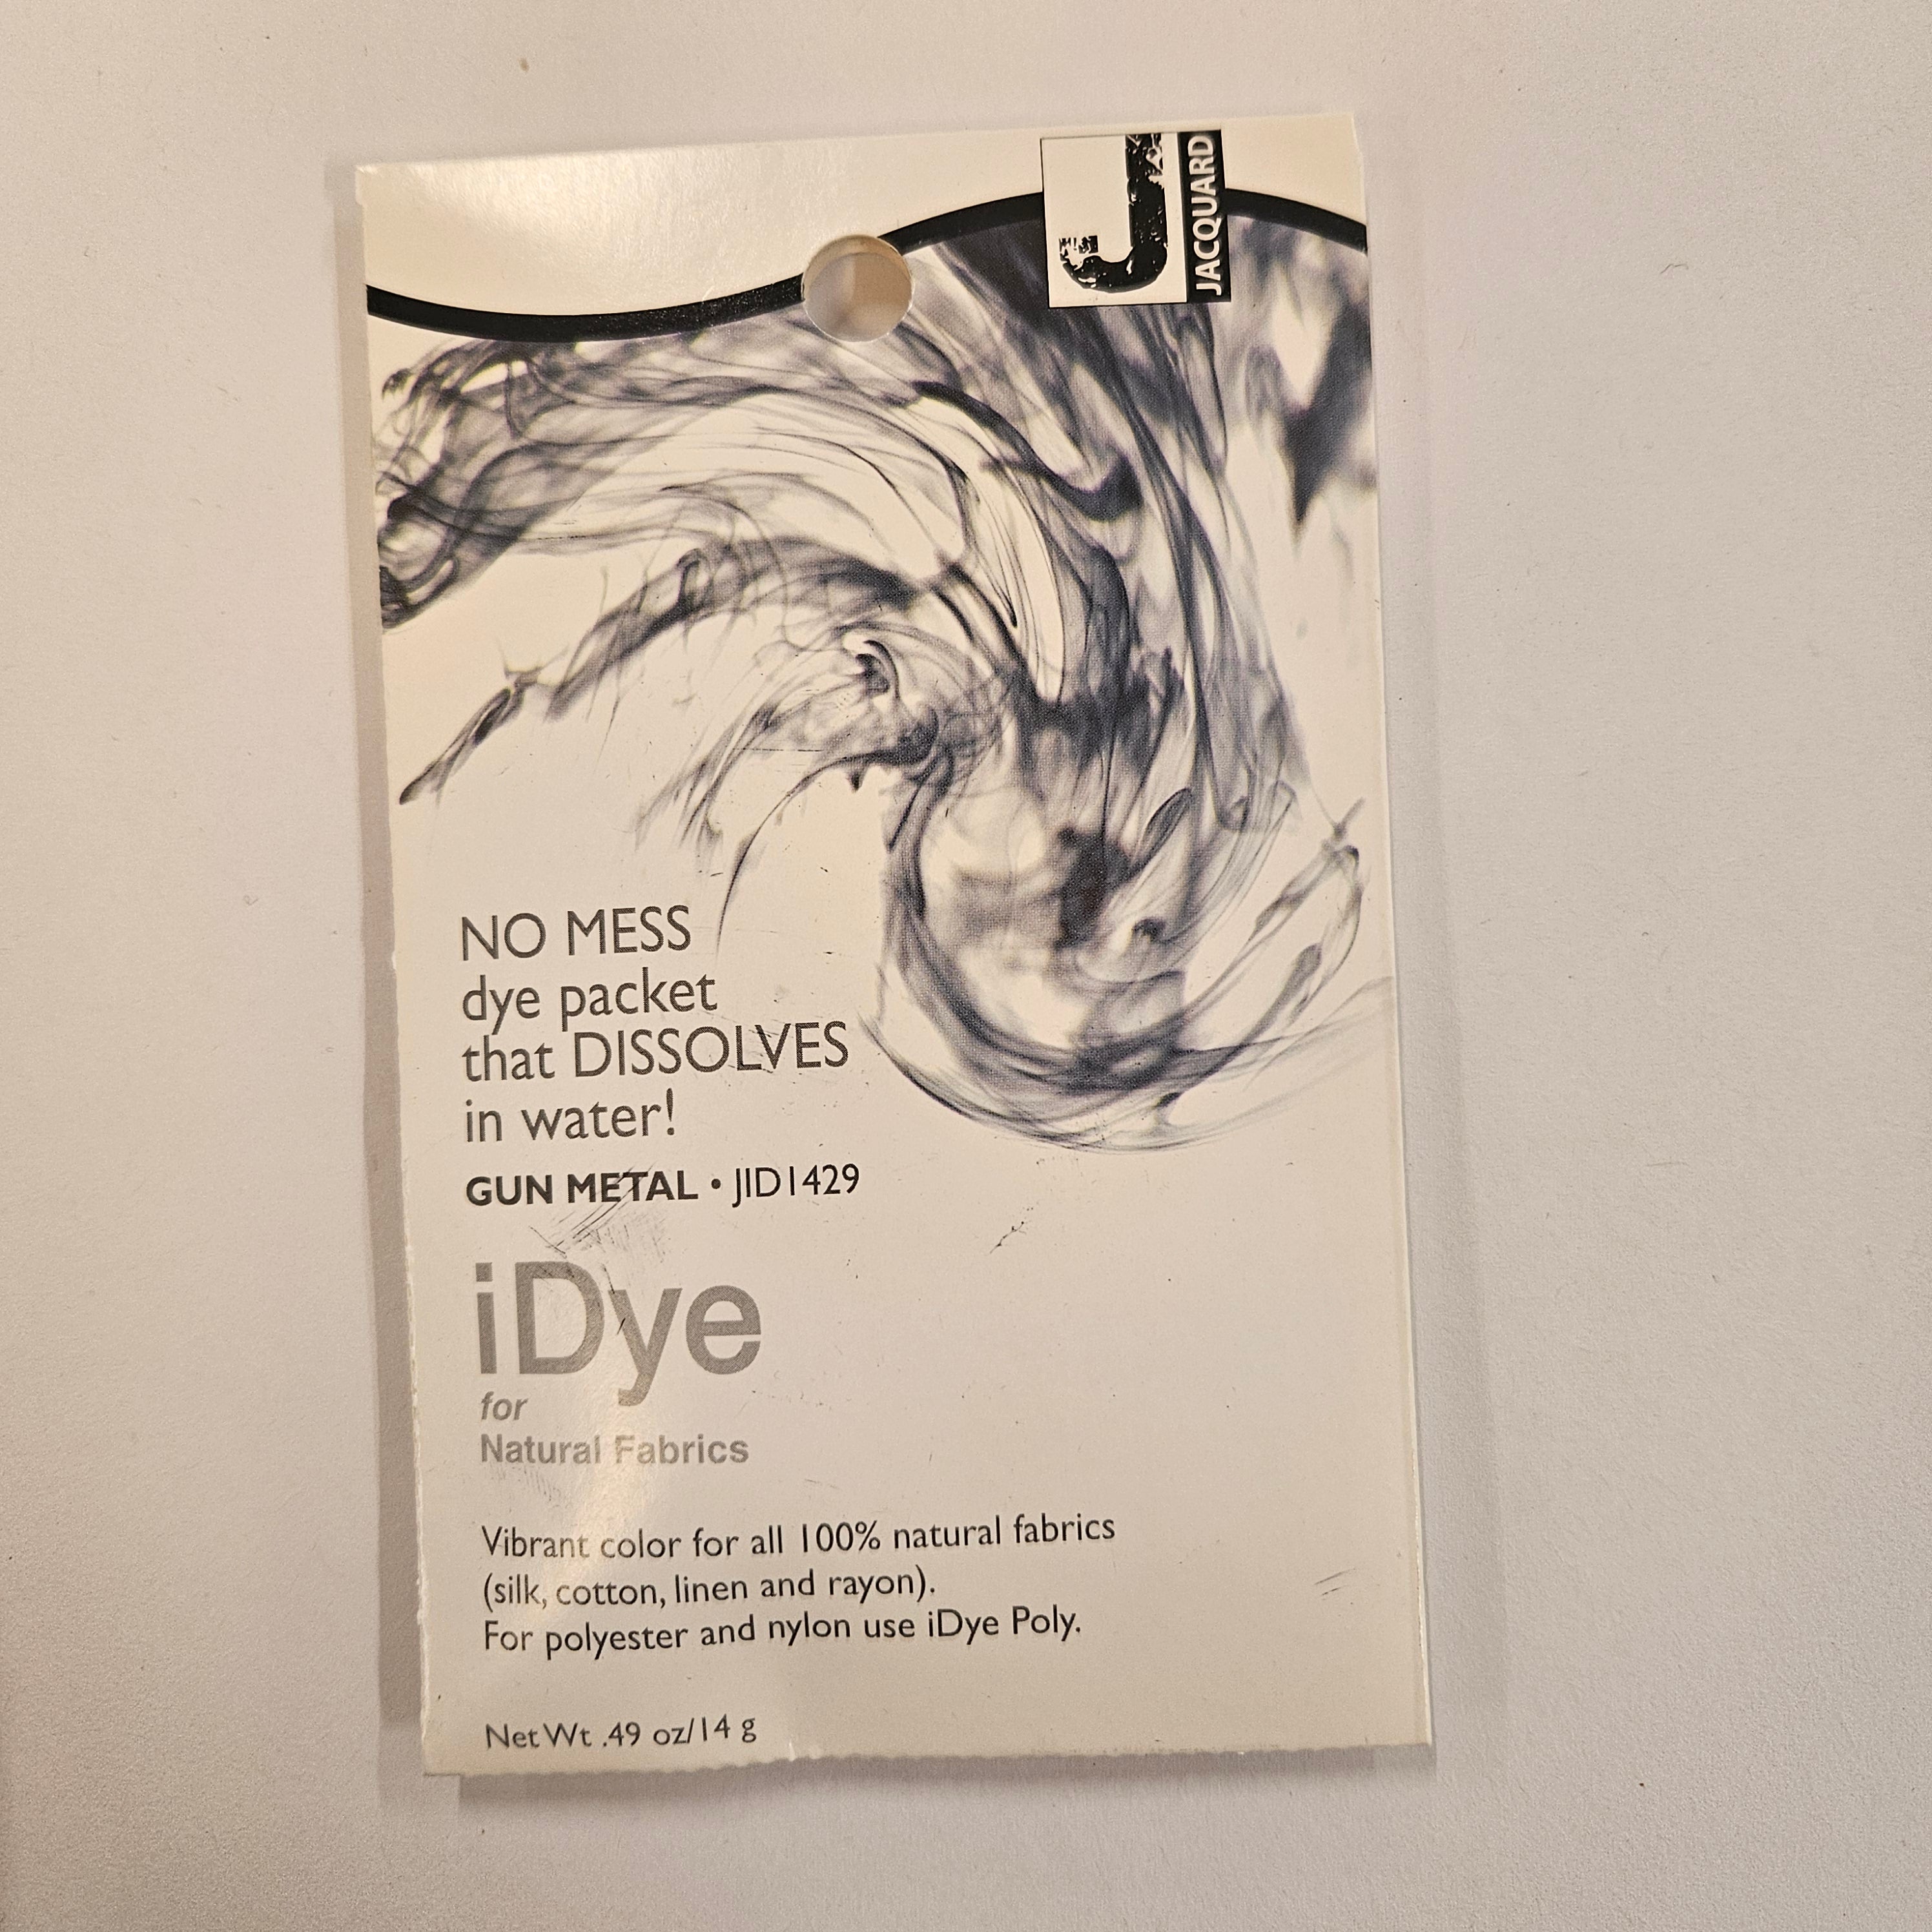 J
JACQUARD
NO MESS
dye packet
that DISSOLVES
in water!
GUN METAL • JID1429
iDye
for
Natural Fabrics
Vibrant color for all 100% natural fabrics
(silk, cotton, linen and rayon).
For polyester and nylon use iDye Poly.
Net Wt .49 oz/14 g